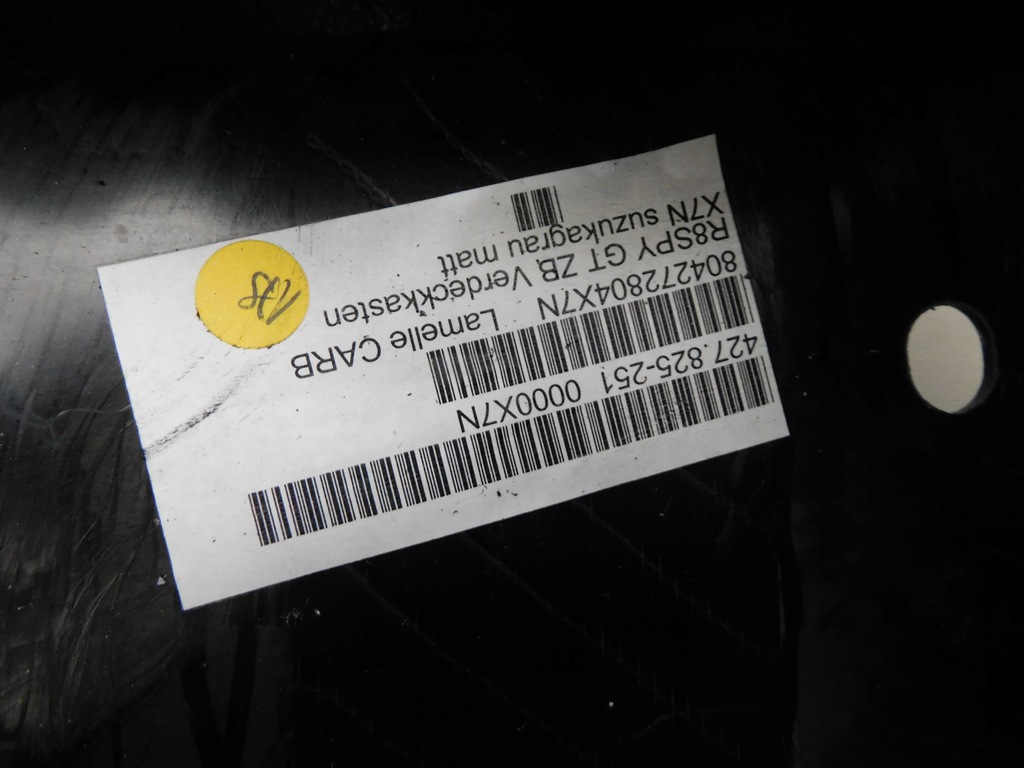 427.825-251 0000X7N
804272804X7N Lamelle CARB
R8SPY GT ZB Verdeckkasten
X7N suzukagrau matt